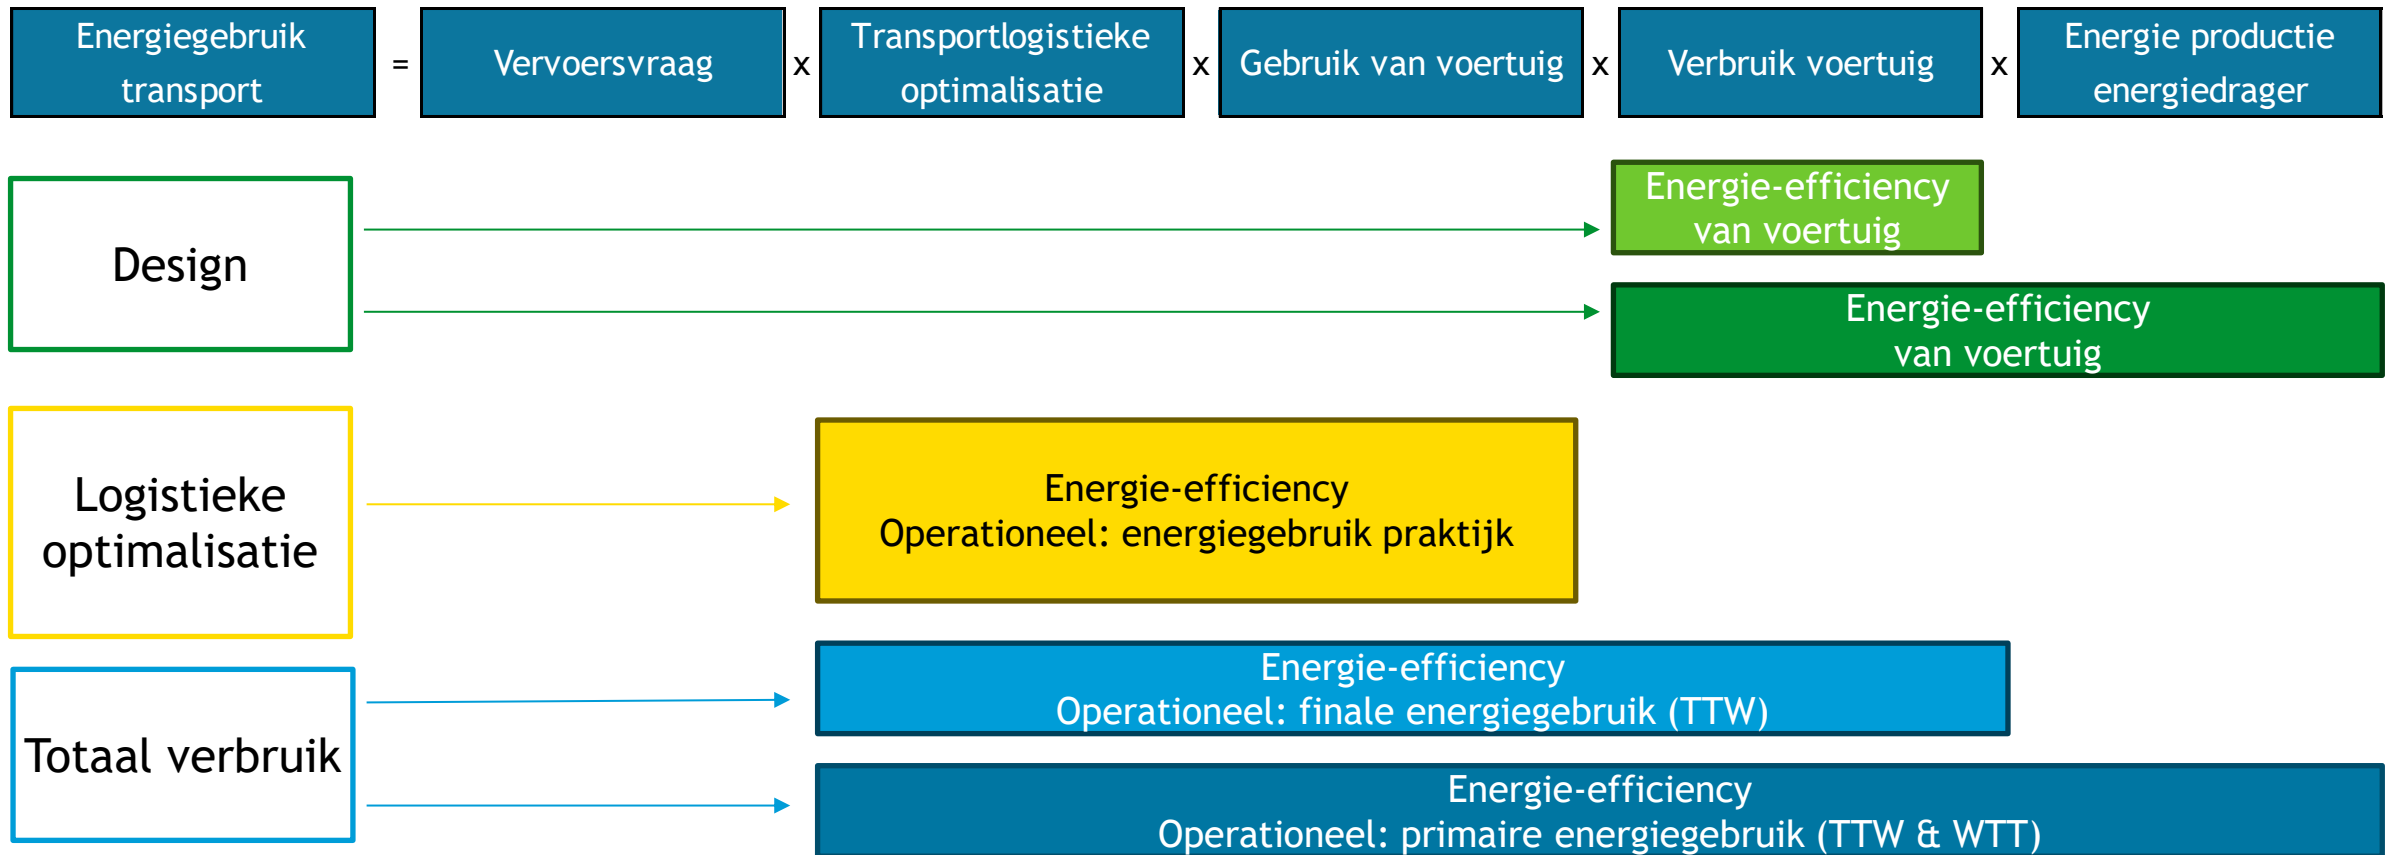 Energiegebruik
transport
=
Vervoersvraag
x
Transportlogistieke
optimalisatie
x
Gebruik van voertuig
x
Verbruik voertuig
x
Energie productie
energiedrager
Design
Energie-efficiency
van voertuig
Energie-efficiency
van voertuig
Logistieke
optimalisatie
Energie-efficiency
Operationeel: energiegebruik praktijk
Totaal verbruik
Energie-efficiency
Operationeel: finale energiegebruik (TTW)
Energie-efficiency
Operationeel: primaire energiegebruik (TTW & WTT)